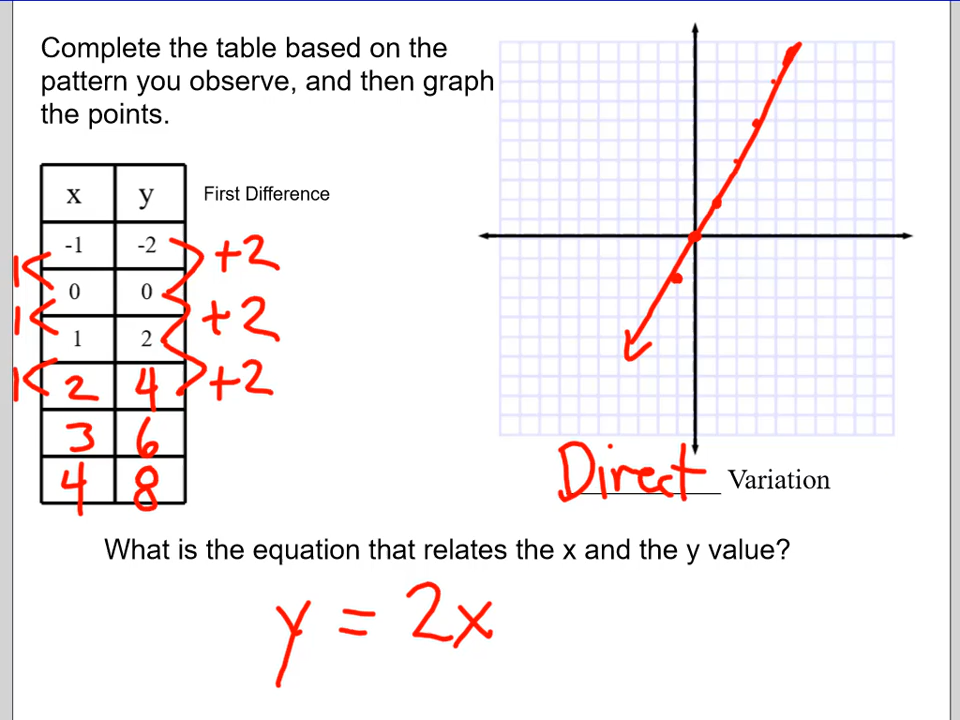 Complete the table based on the
pattern you observe, and then graph
the points.
x y First Difference
-1 -2 +2
1< 0 0
1< 1 2 +2
1< 2 4 +2
3 6
4 8
Direct Variation
What is the equation that relates the x and the y value?
y = 2x